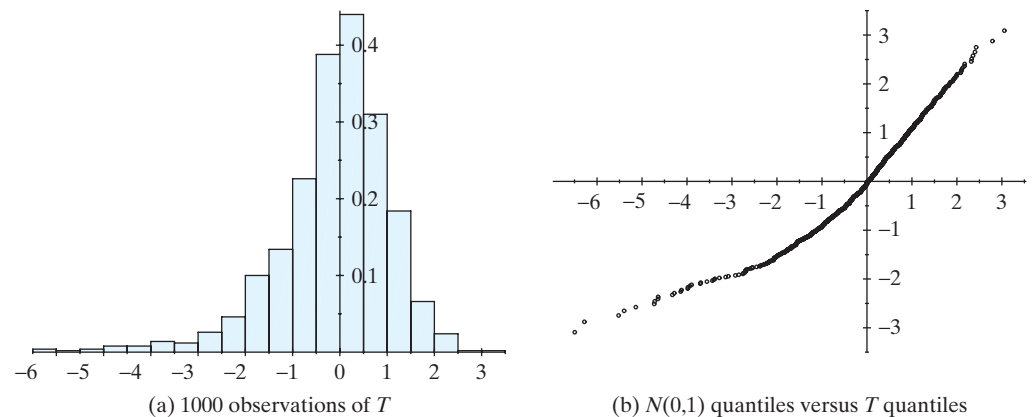 0.4
0.3
0.2
0.1
−6 −5 −4 −3 −2 −1 0 1 2 3
(a) 1000 observations of T
3
2
1
−6 −5 −4 −3 −2 −1 1 2 3
−1
−2
−3
(b) N(0,1) quantiles versus T quantiles